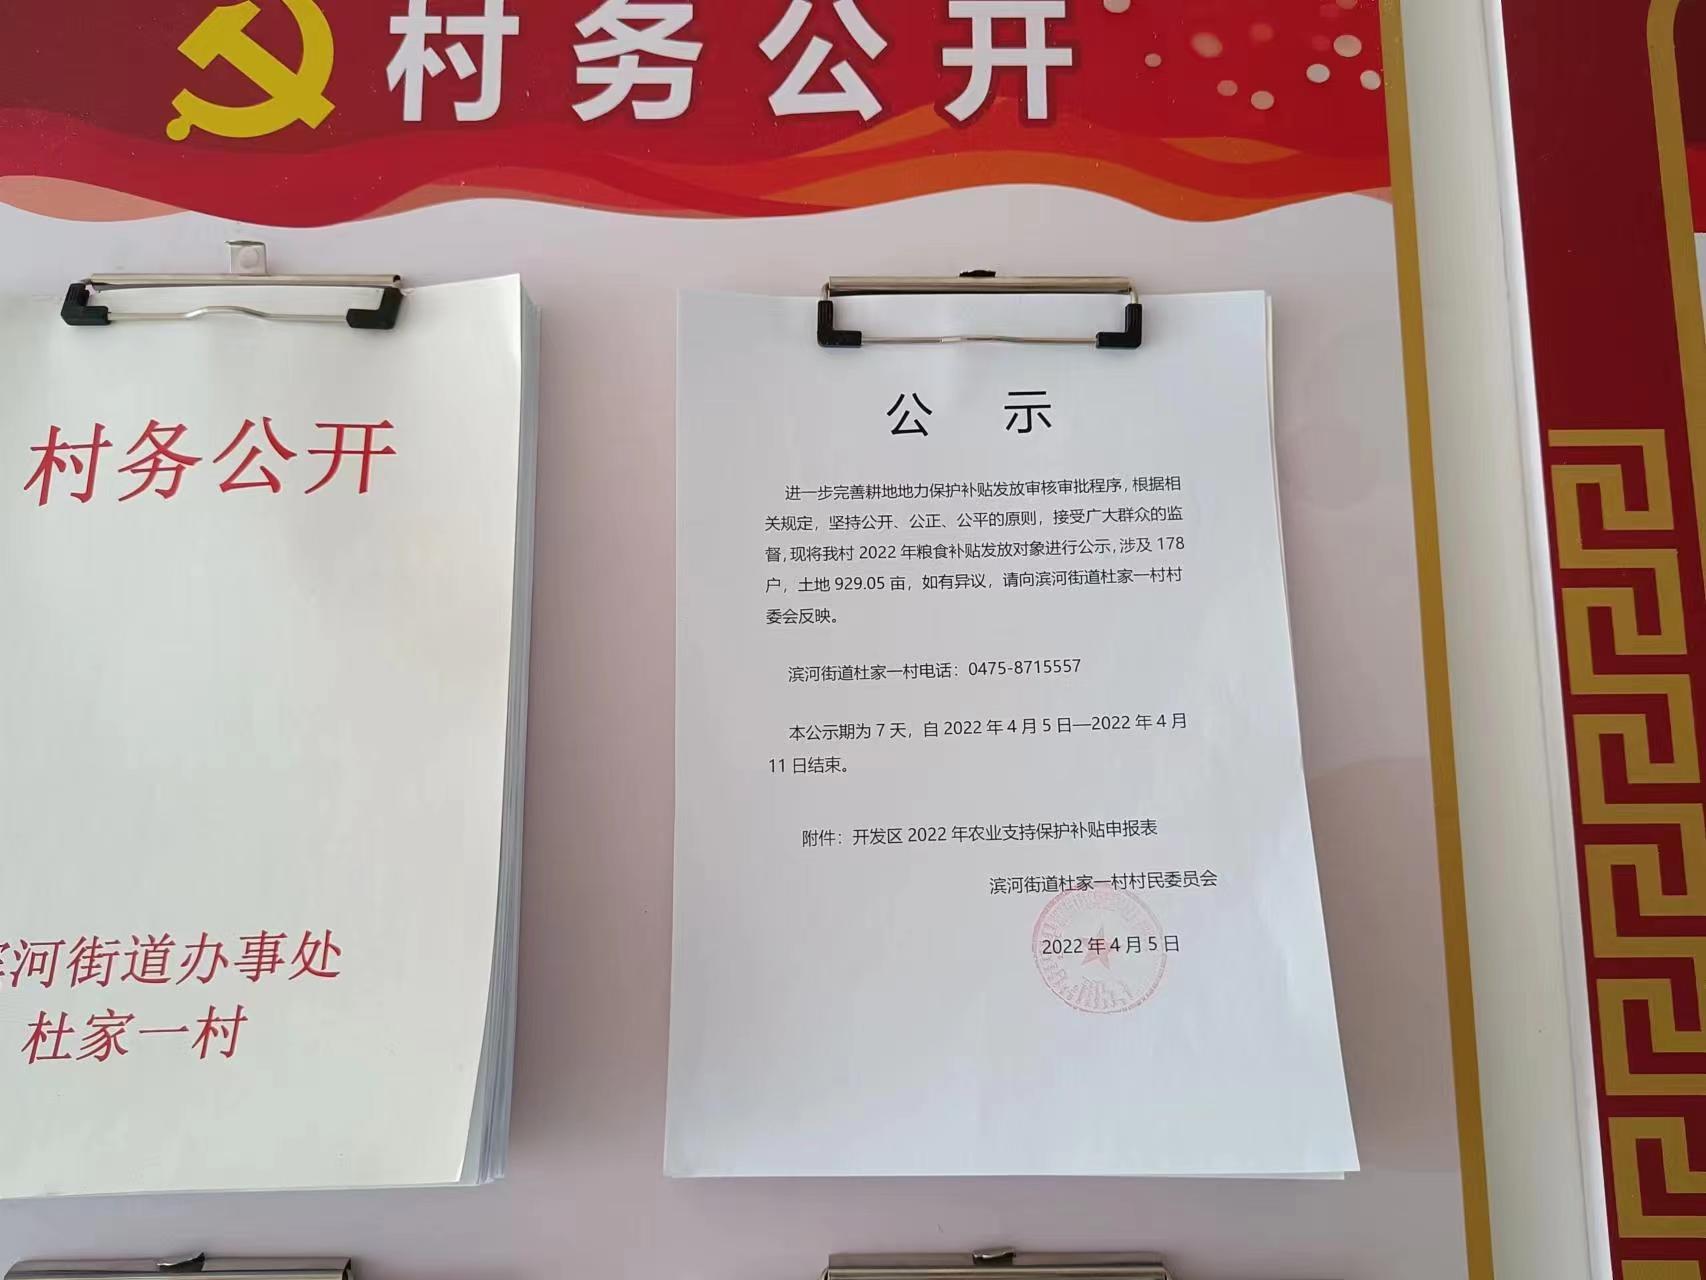 村务公开
村务公开
河街道办事处
杜家一村
公 示
进一步完善耕地地力保护补贴发放审核审批程序,根据相
关规定，坚持公开、公正、公平的原则，接受广大群众的监
督,现将我村 2022 年粮食补贴发放对象进行公示,涉及 178
户，土地 929.05 亩，如有异议，请向滨河街道杜家一村村
委会反映。
滨河街道杜家一村电话：0475-8715557
本公示期为 7 天，自 2022 年 4 月 5 日—2022 年 4 月
11 日结束。
附件：开发区 2022 年农业支持保护补贴申报表
滨河街道杜家一村村民委员会
2022 年 4 月 5 日